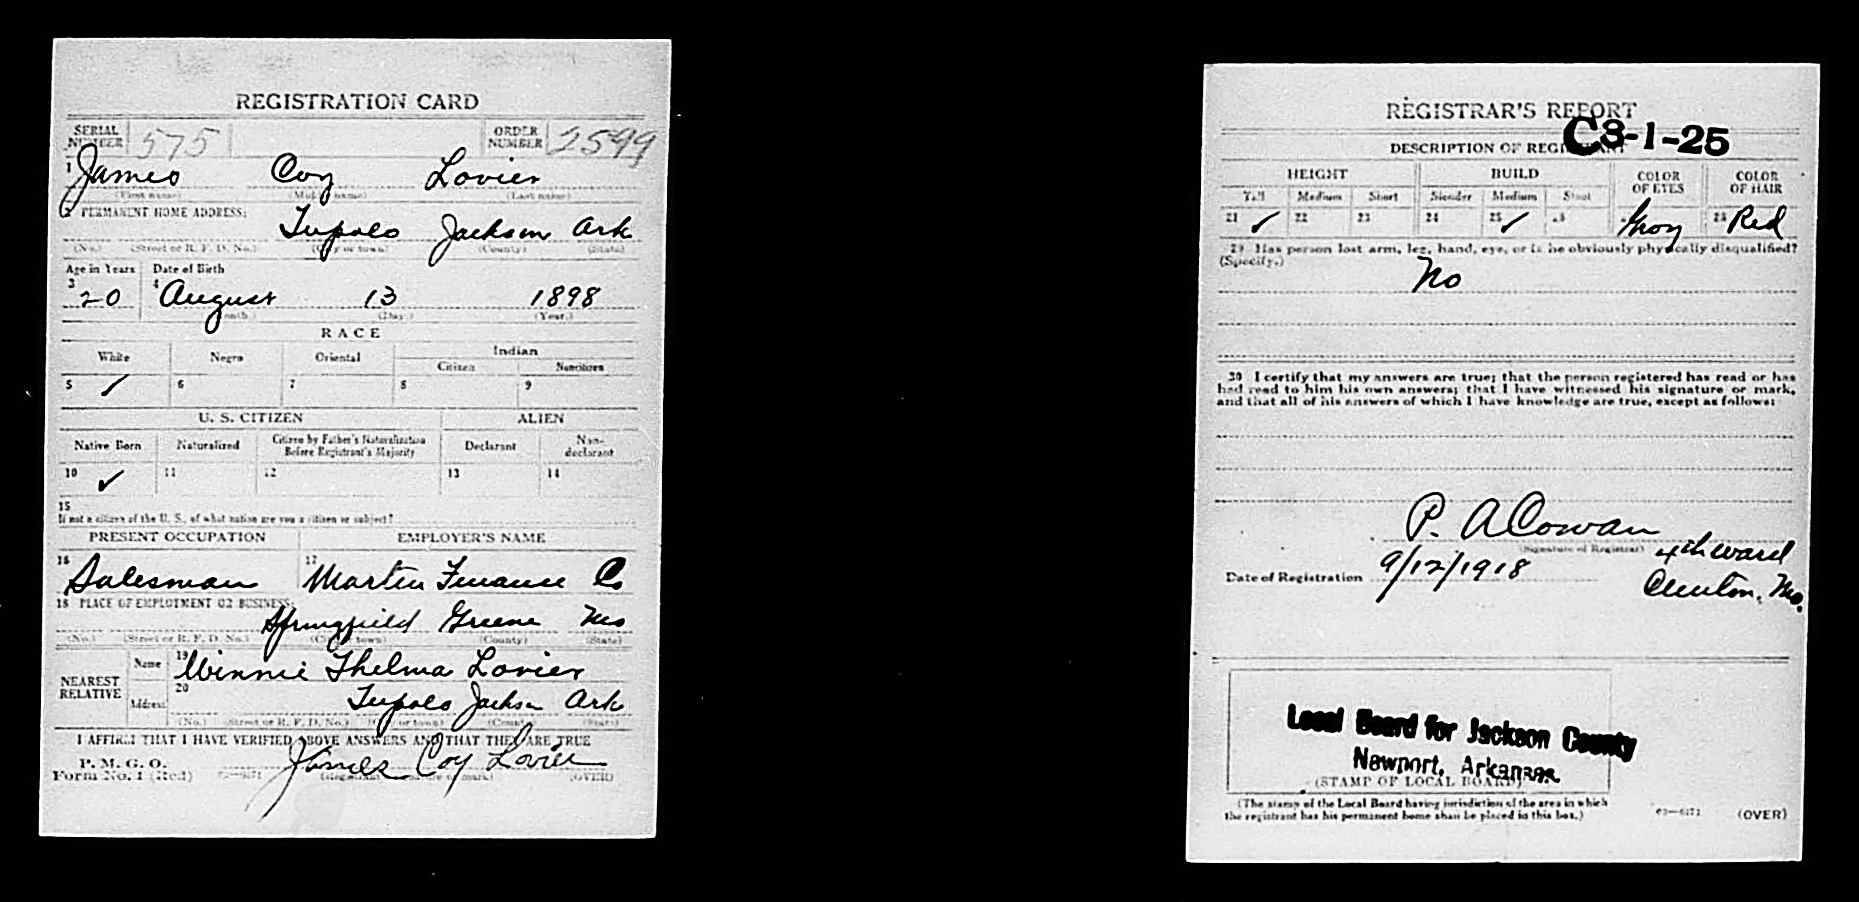 REGISTRATION CARD
SERIAL NUMBER 575 ORDER NUMBER 2599
1 James Coy Lovier
(First name) (Middle name) (Last name)
2 PERMANENT HOME ADDRESS:
Tupolo Jackson Ark
(No.) (Street or R. F. D. No.) (City or town) (County) (State)
Age in Years Date of Birth
3 20 4 August 13 1898
(Month.) (Day.) (Year.)
RACE
White Negro Oriental Indian
Citizen Noncitizen
5 ✓ 6 7 8 9
U. S. CITIZEN ALIEN
Native Born Naturalized Citizen by Father's Naturalization Before Registrant's Majority Declarant Non-declarant
10 ✓ 11 12 13 14
15
If not a citizen of the U. S., of what nation are you a citizen or subject?
PRESENT OCCUPATION EMPLOYER'S NAME
16 Salesman 17 Martin Finance Co
18 PLACE OF EMPLOYMENT OR BUSINESS:
Springfield Greene Mo
(No.) (Street or R. F. D. No.) (City or town) (County) (State)
NEAREST RELATIVE Name 19 Winnie Thelma Lovier
Address 20 Tupolo Jackson Ark
(No.) (Street or R. F. D. No.) (City or town) (County) (State)
I AFFIRM THAT I HAVE VERIFIED ABOVE ANSWERS AND THAT THEY ARE TRUE
P. M. G. O.
Form No. 1 (Red) 03—6171 James Coy Lovier (OVER)
(Registrant's signature or mark)
REGISTRAR'S REPORT
C3-1-25
DESCRIPTION OF REGISTRANT
HEIGHT BUILD COLOR OF EYES COLOR OF HAIR
Tall Medium Short Slender Medium Stout
21 ✓ 22 23 24 25 ✓ 26 27 Gray 28 Red
29 Has person lost arm, leg, hand, eye, or is he obviously physically disqualified?
(Specify.)
No
30 I certify that my answers are true; that the person registered has read or has
had read to him his own answers; that I have witnessed his signature or mark,
and that all of his answers of which I have knowledge are true, except as follows:
P. A Cowan
(Signature of Registrar) 4th Ward
Date of Registration 9/12/1918 Clinton, Mo.
Local Board for Jackson County
Newport, Arkansas.
(STAMP OF LOCAL BOARD)
(The stamp of the Local Board having jurisdiction of the area in which
the registrant has his permanent home shall be placed in this box.)
03—6171 (OVER)